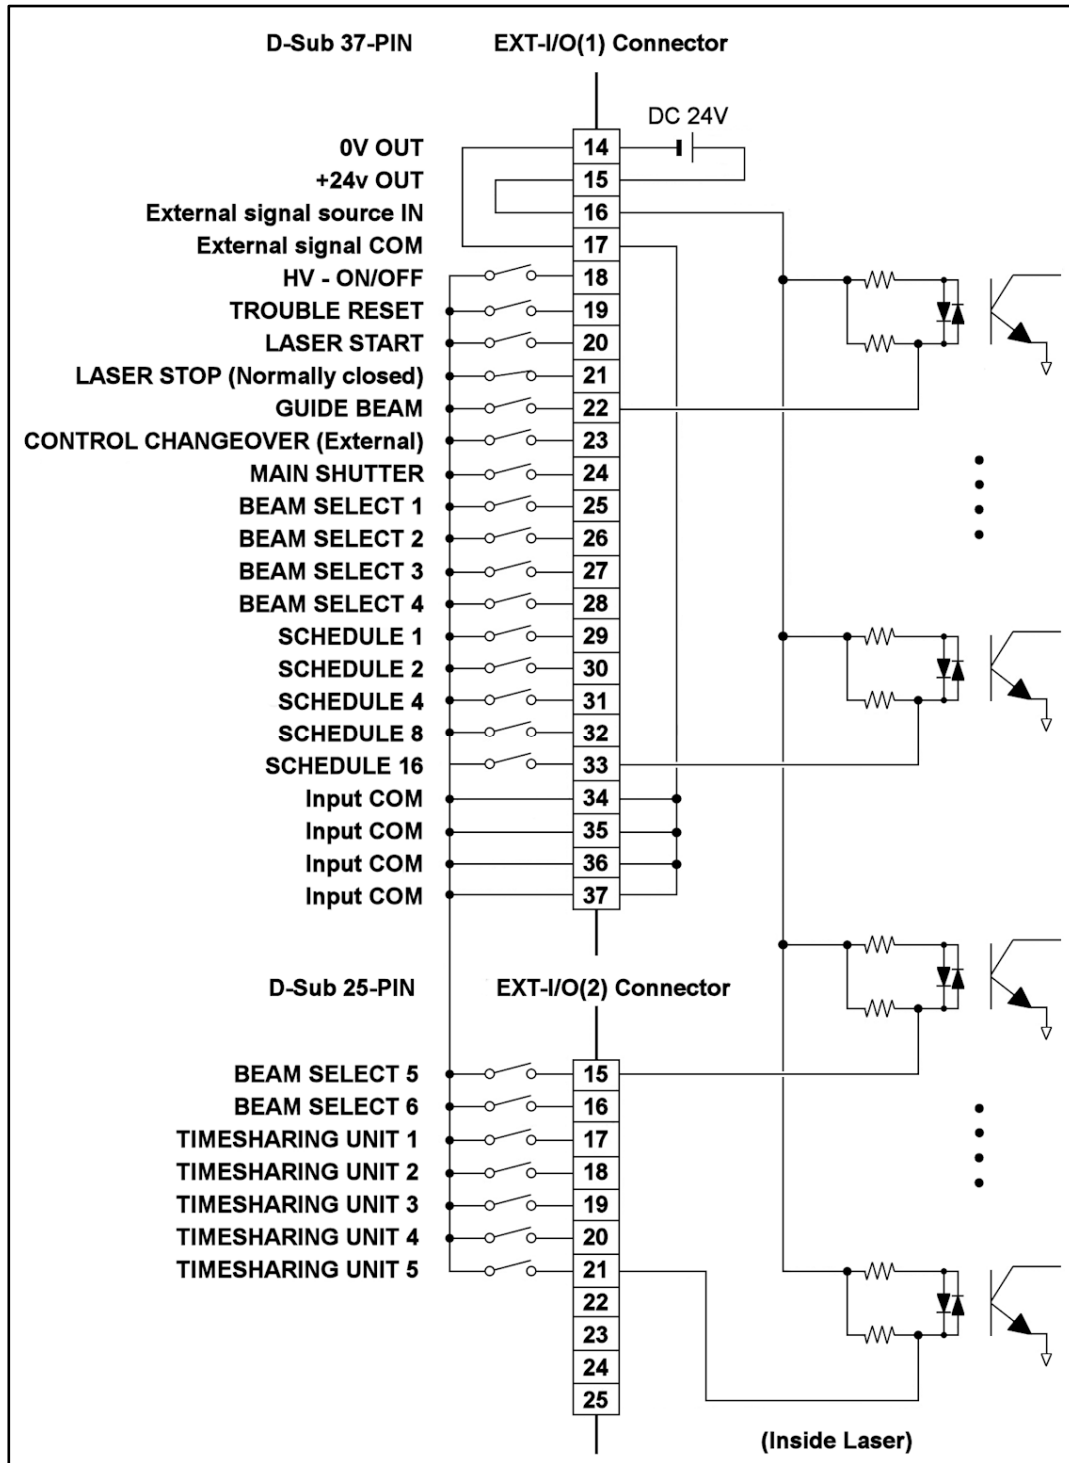 D-Sub 37-PIN EXT-I/O(1) Connector
DC 24V
0V OUT 14
+24v OUT 15
External signal source IN 16
External signal COM 17
HV - ON/OFF 18
TROUBLE RESET 19
LASER START 20
LASER STOP (Normally closed) 21
GUIDE BEAM 22
CONTROL CHANGEOVER (External) 23
MAIN SHUTTER 24
BEAM SELECT 1 25
BEAM SELECT 2 26
BEAM SELECT 3 27
BEAM SELECT 4 28
SCHEDULE 1 29
SCHEDULE 2 30
SCHEDULE 4 31
SCHEDULE 8 32
SCHEDULE 16 33
Input COM 34
Input COM 35
Input COM 36
Input COM 37
D-Sub 25-PIN EXT-I/O(2) Connector
BEAM SELECT 5 15
BEAM SELECT 6 16
TIMESHARING UNIT 1 17
TIMESHARING UNIT 2 18
TIMESHARING UNIT 3 19
TIMESHARING UNIT 4 20
TIMESHARING UNIT 5 21
22
23
24
25
(Inside Laser)